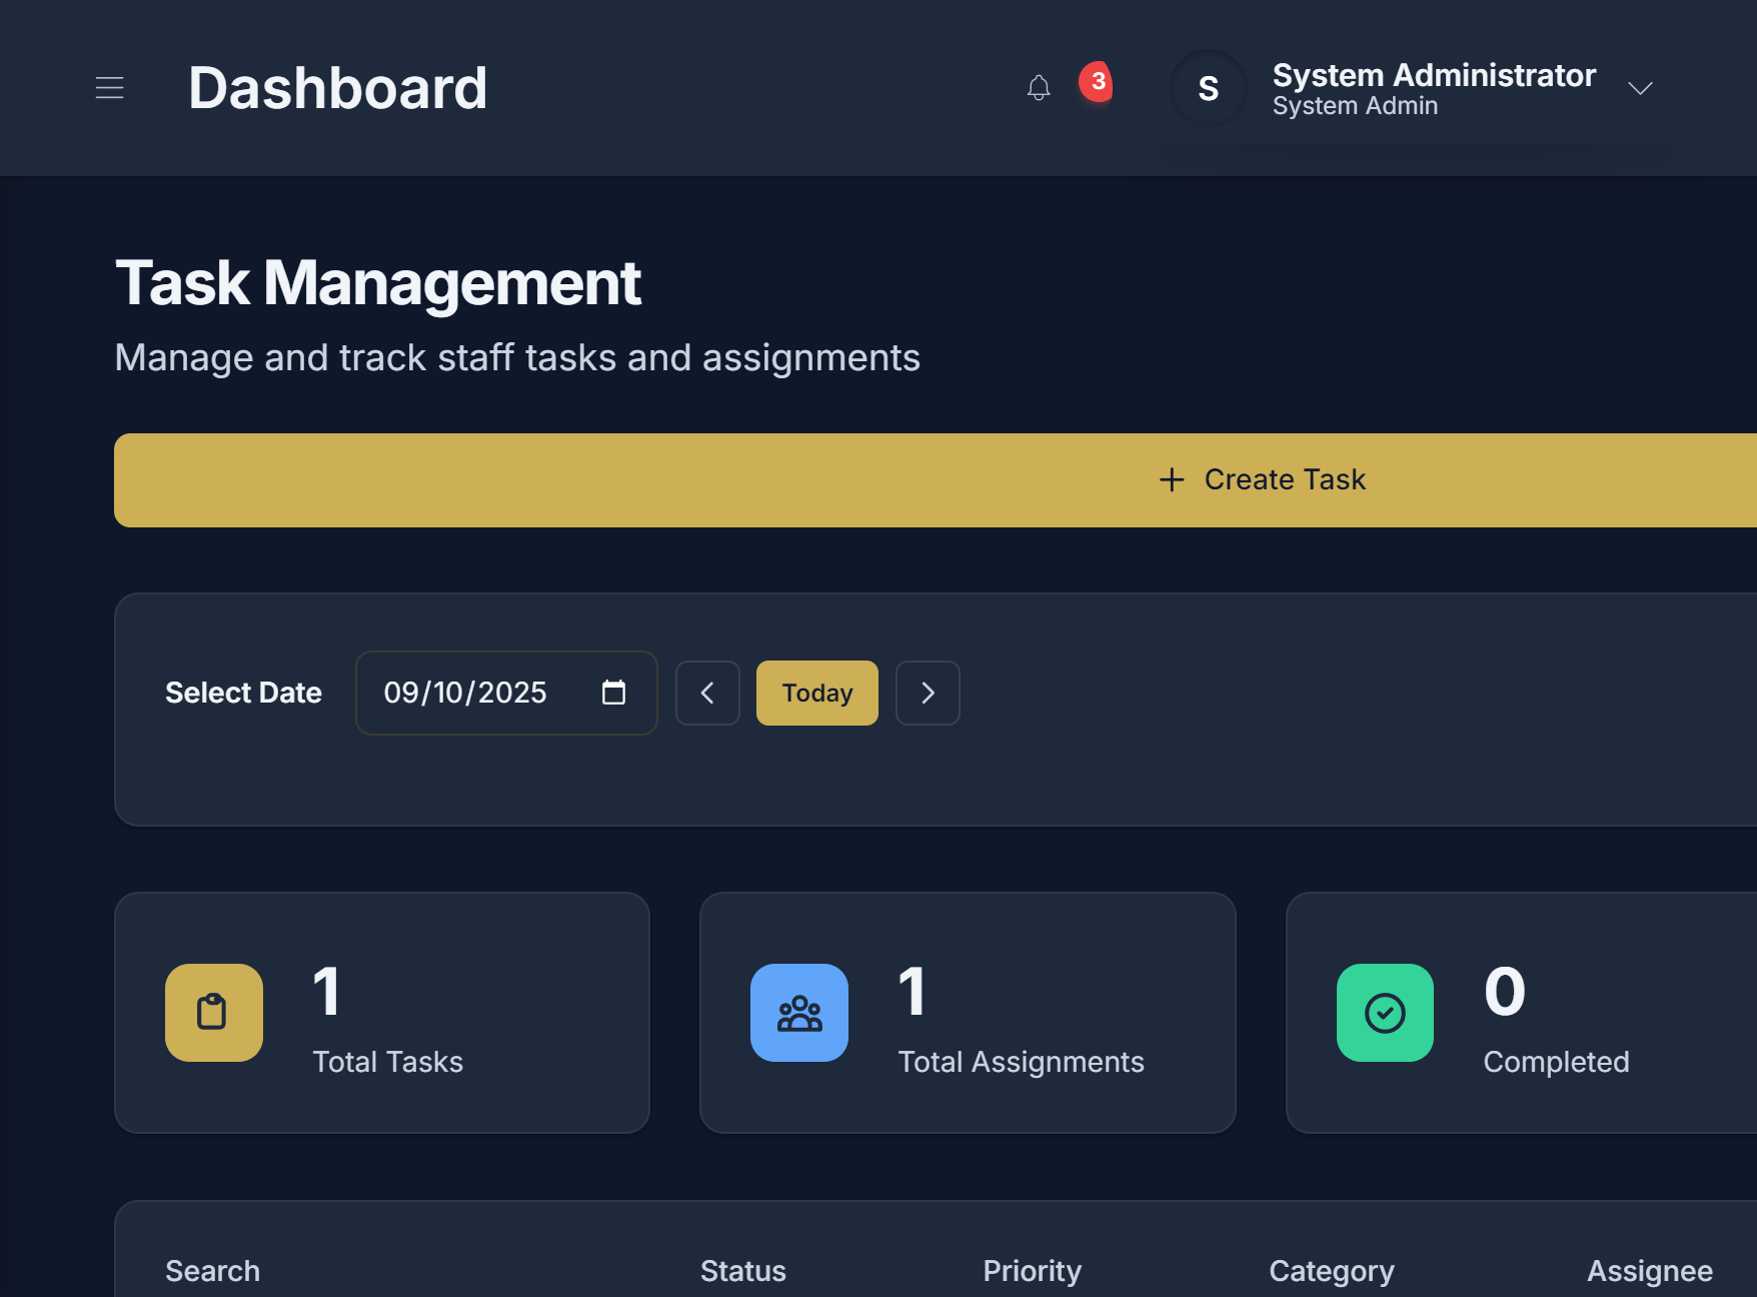 Dashboard
3
S
System Administrator
System Admin
Task Management
Manage and track staff tasks and assignments
+ Create Task
Select Date
09/10/2025
Today
1
Total Tasks
1
Total Assignments
0
Completed
Search
Status
Priority
Category
Assignee